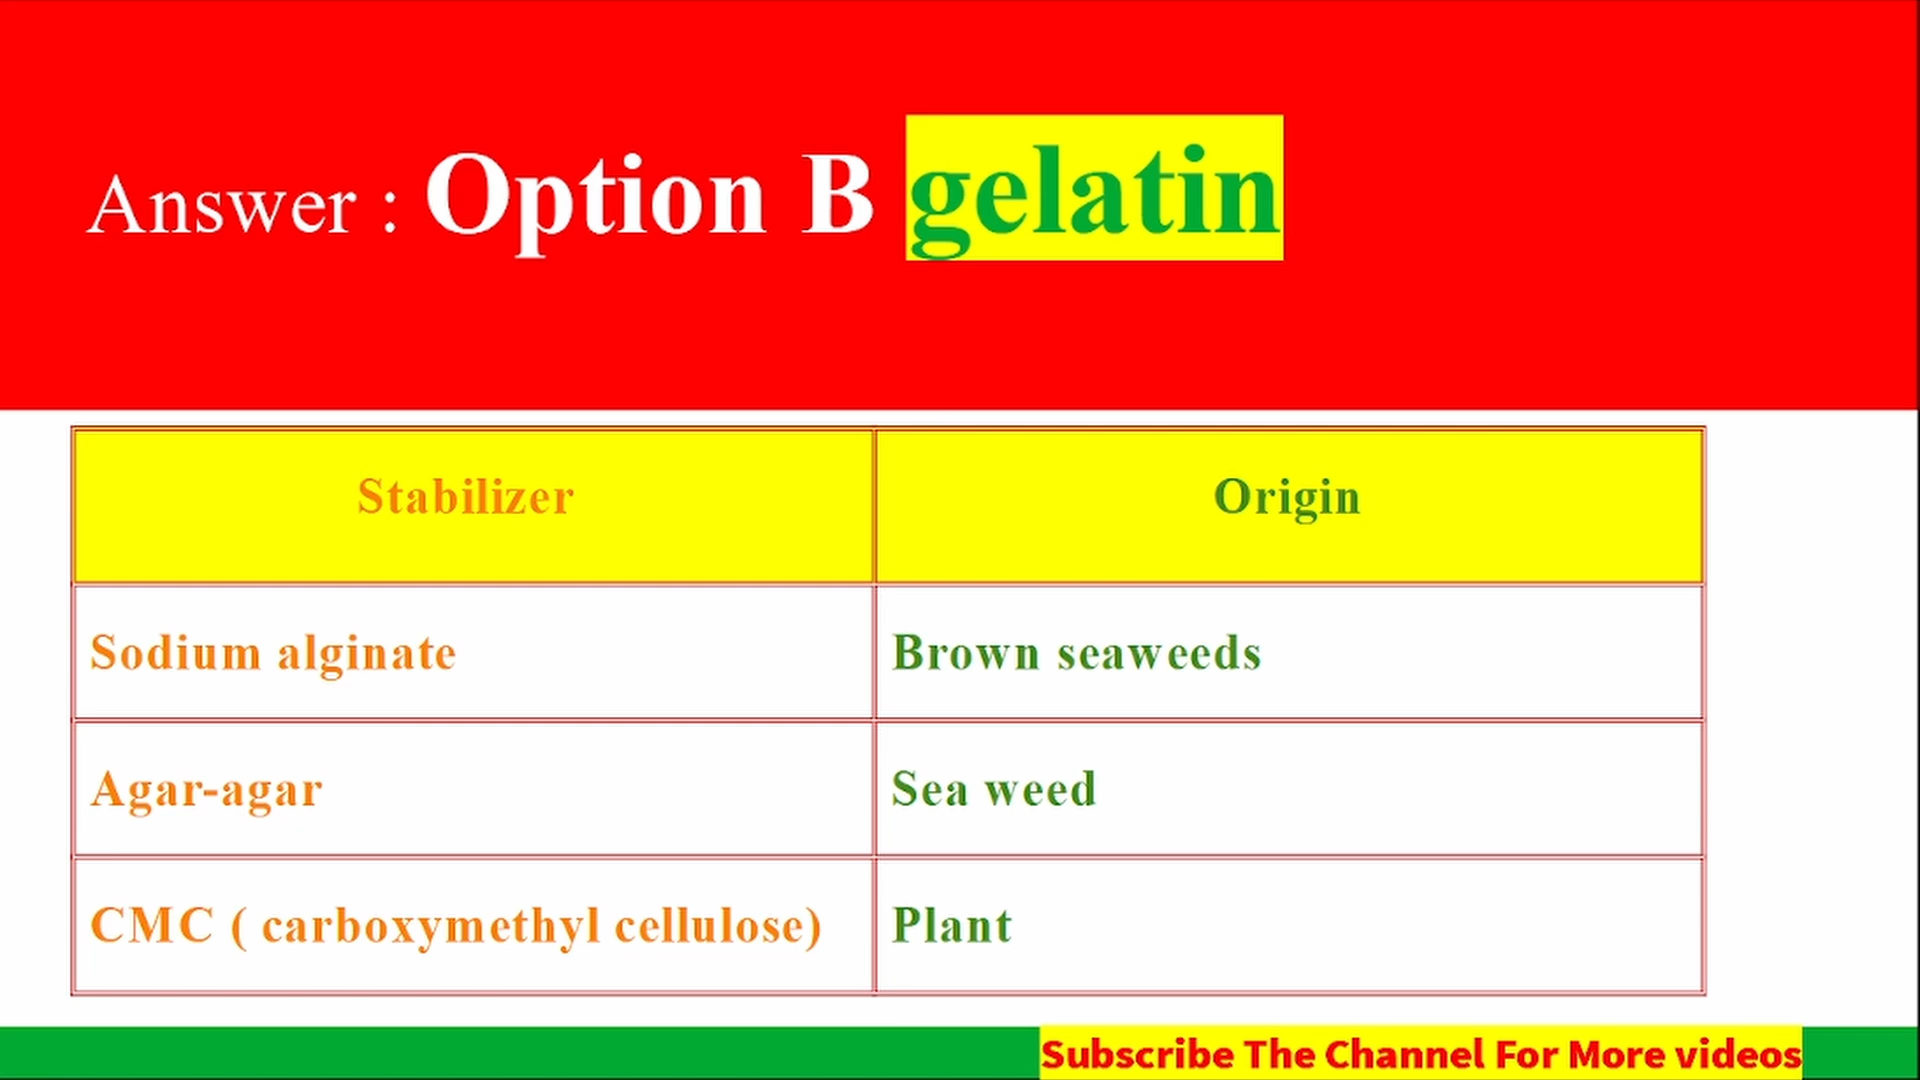 Answer : Option B gelatin
Stabilizer Origin
Sodium alginate Brown seaweeds
Agar-agar Sea weed
CMC ( carboxymethyl cellulose) Plant
Subscribe The Channel For More videos